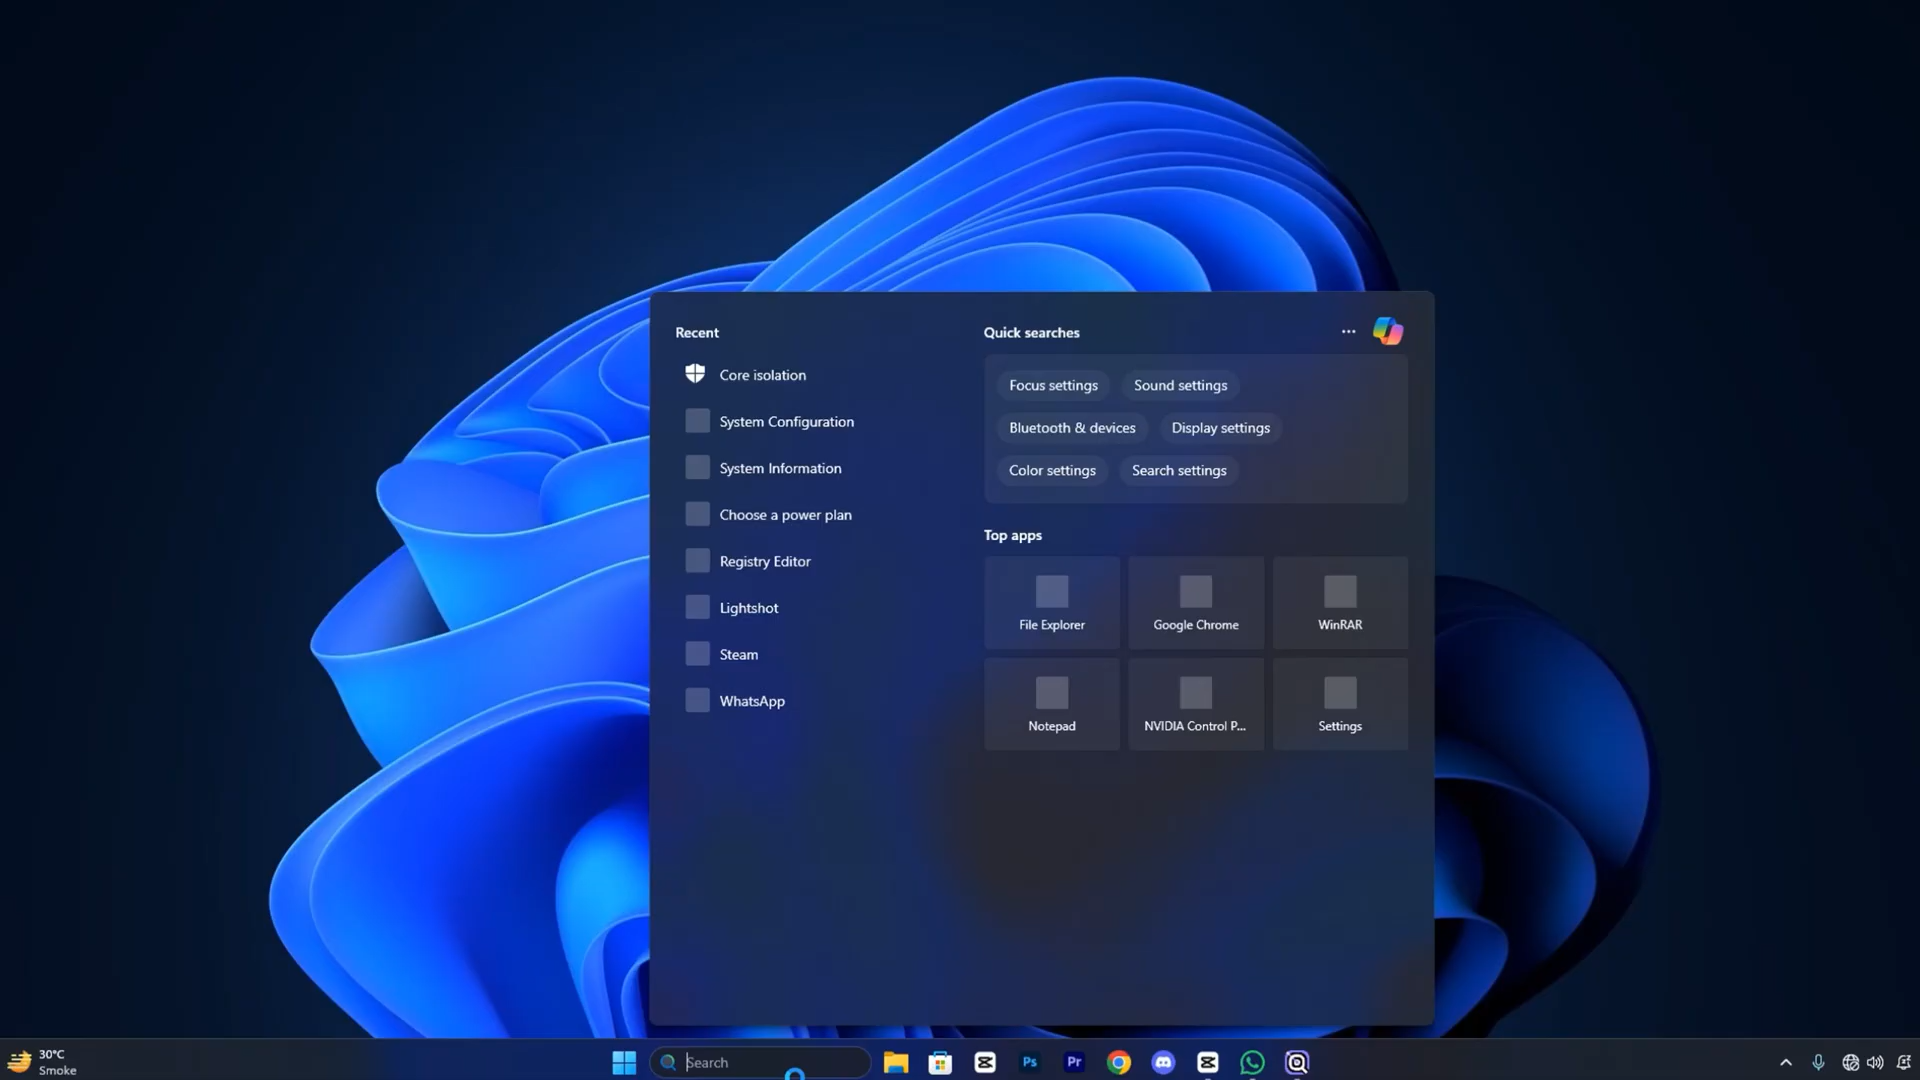 Recent
Core isolation
System Configuration
System Information
Choose a power plan
Registry Editor
Lightshot
Steam
WhatsApp
Quick searches
Focus settings
Sound settings
Bluetooth & devices
Display settings
Color settings
Search settings
Top apps
File Explorer
Google Chrome
WinRAR
Notepad
NVIDIA Control P...
Settings
30°C
Smoke
Search
Ps
Pr